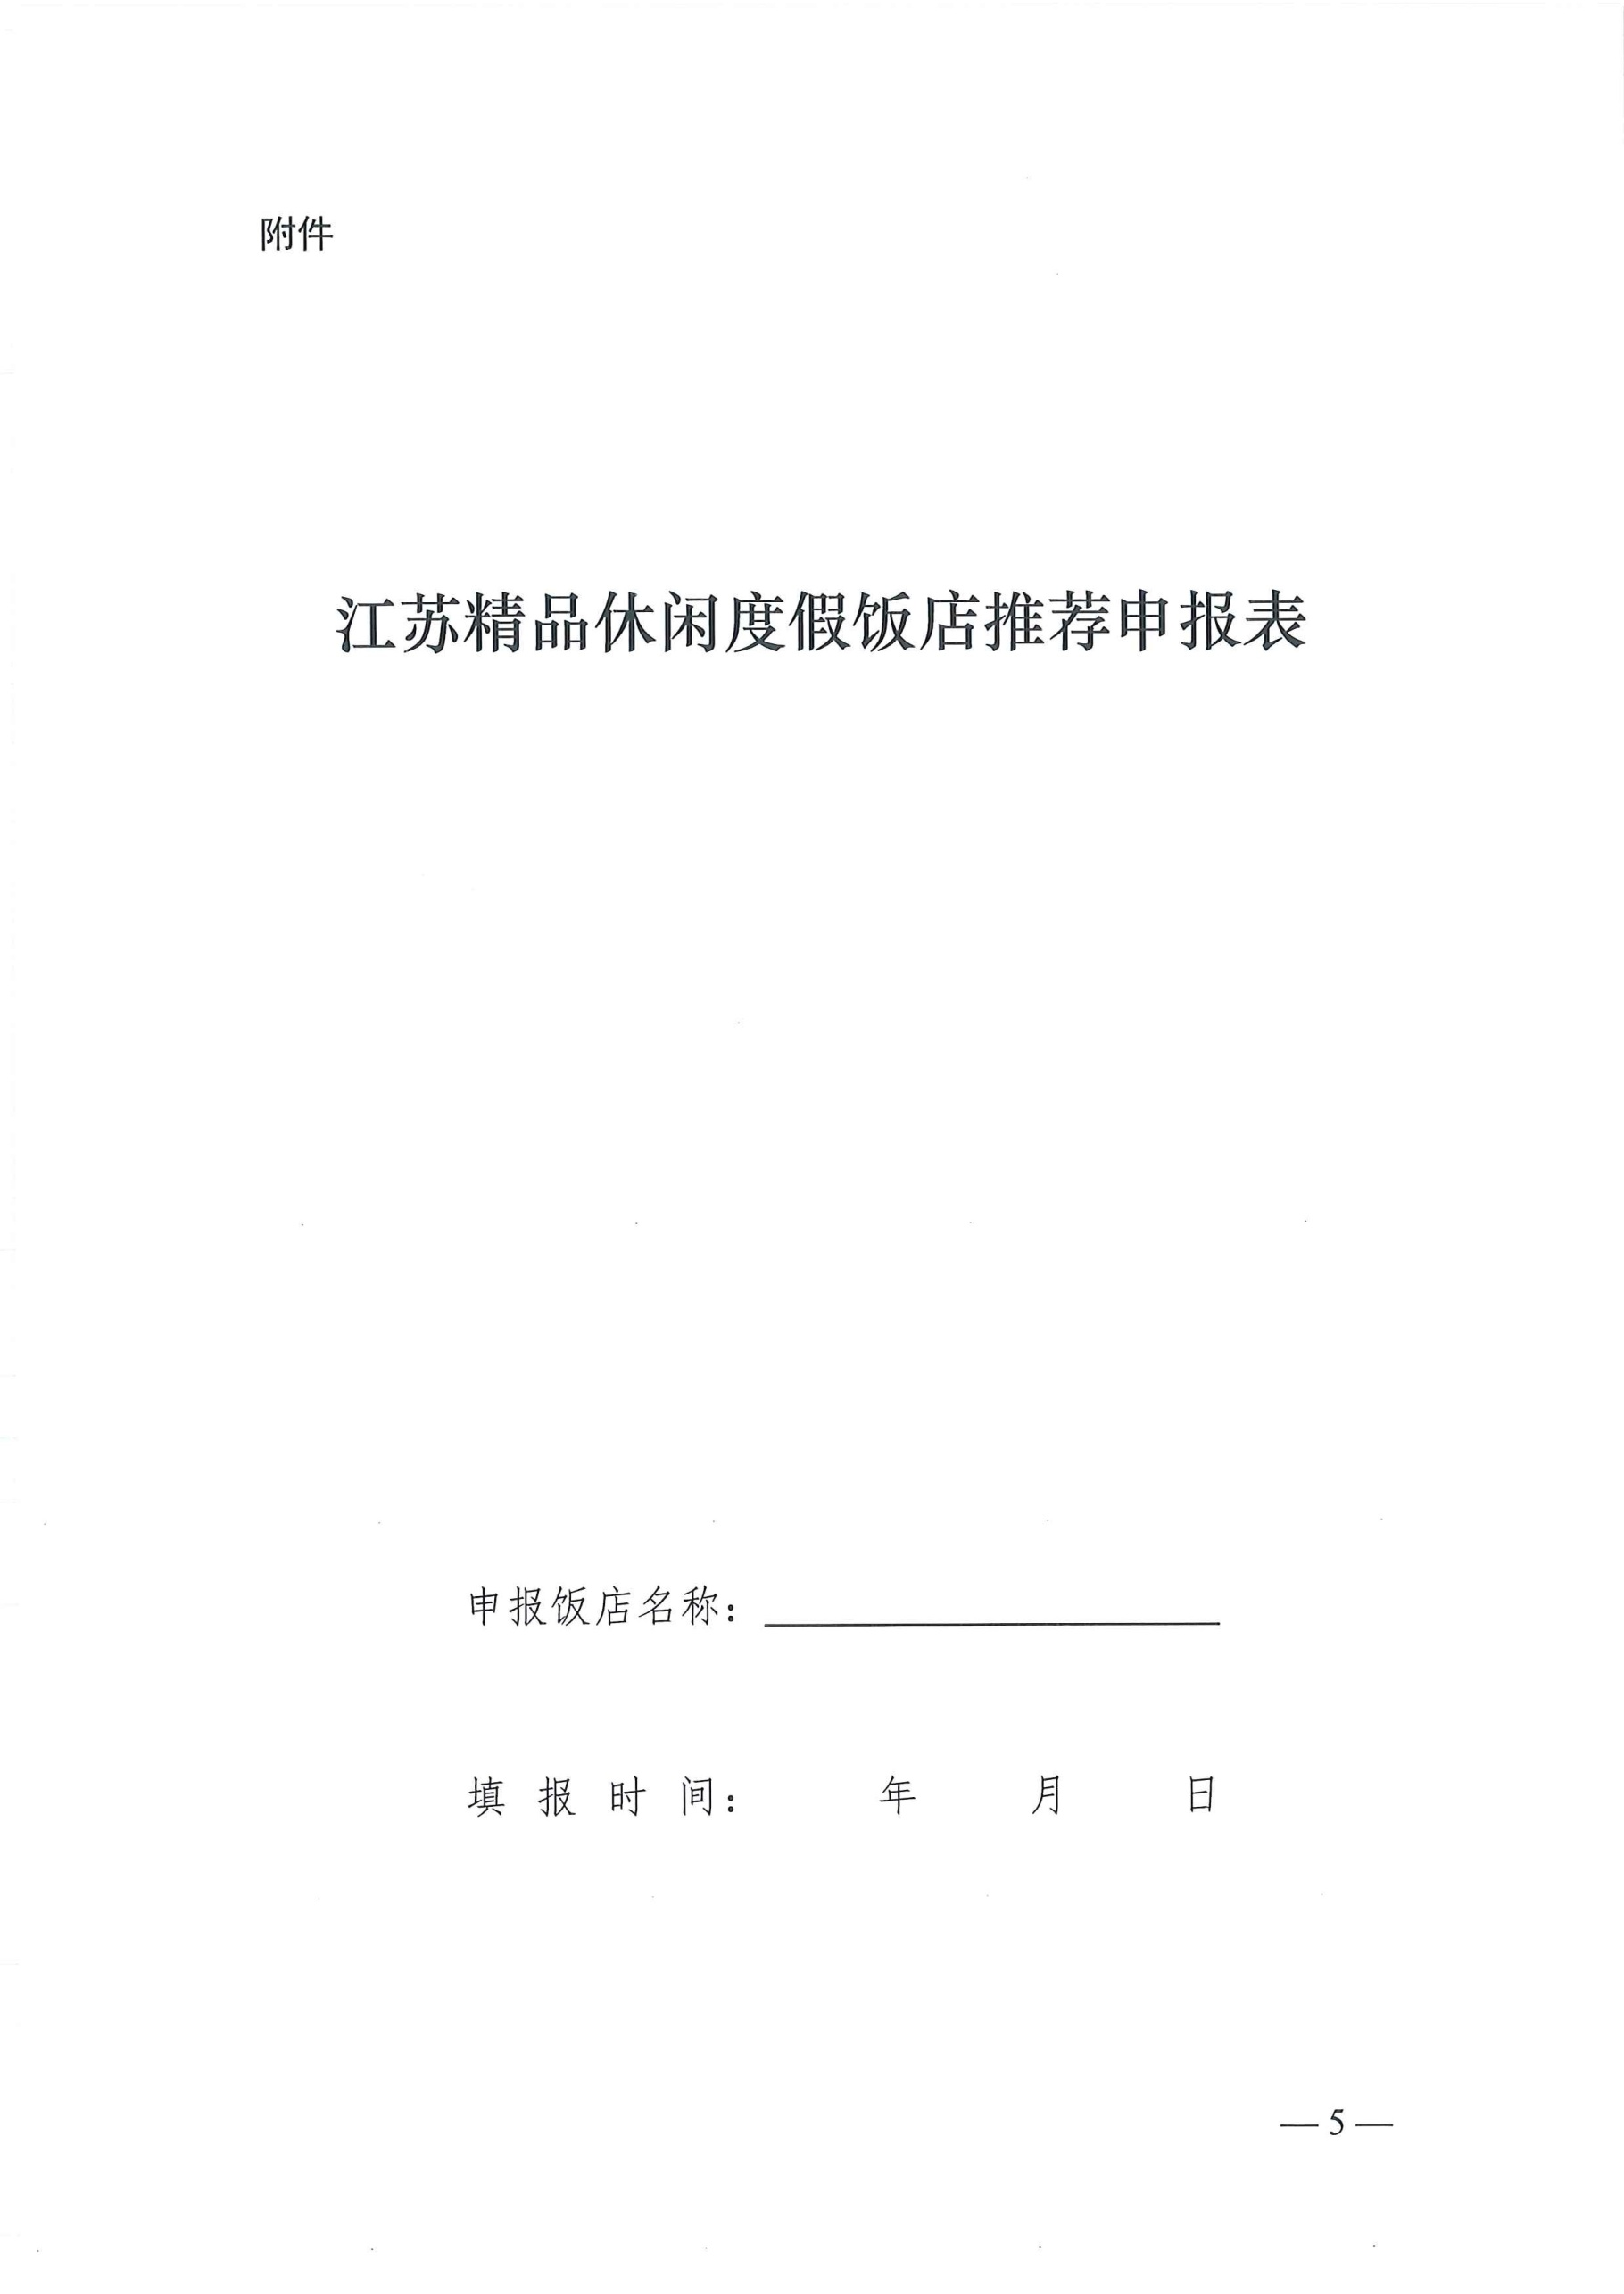 附件
江苏精品休闲度假饭店推荐申报表
申报饭店名称：
填 报 时 间： 年 月 日
— 5 —